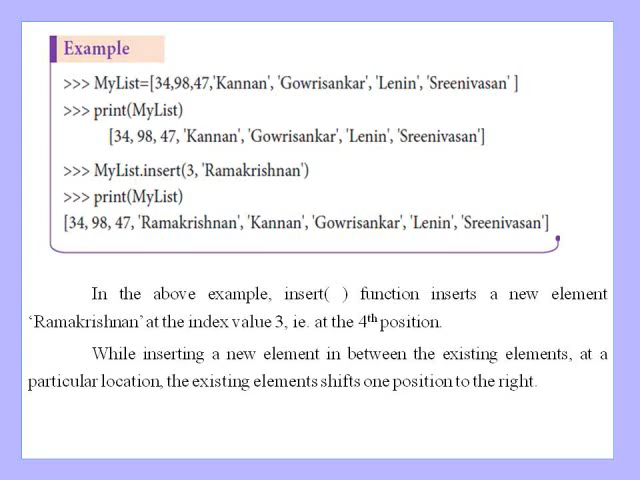 Example
>>> MyList=[34,98,47,'Kannan', 'Gowrisankar', 'Lenin', 'Sreenivasan' ]
>>> print(MyList)
[34, 98, 47, 'Kannan', 'Gowrisankar', 'Lenin', 'Sreenivasan']
>>> MyList.insert(3, 'Ramakrishnan')
>>> print(MyList)
[34, 98, 47, 'Ramakrishnan', 'Kannan', 'Gowrisankar', 'Lenin', 'Sreenivasan']
In the above example, insert( ) function inserts a new element
‘Ramakrishnan’ at the index value 3, ie. at the 4th position.
While inserting a new element in between the existing elements, at a
particular location, the existing elements shifts one position to the right.